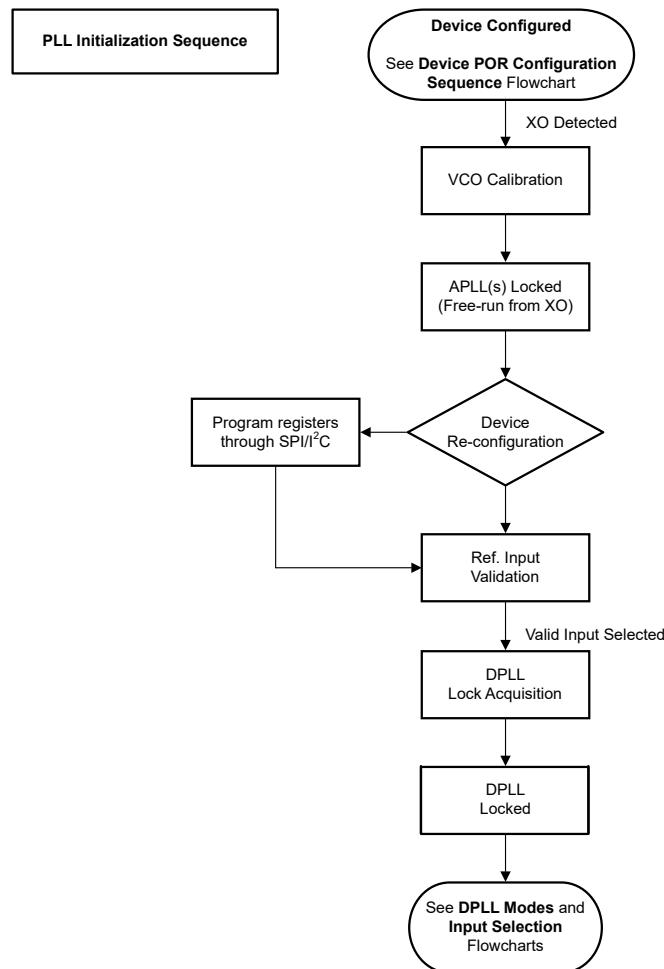 PLL Initialization Sequence
Device Configured
See Device POR Configuration
Sequence Flowchart
XO Detected
VCO Calibration
APLL(s) Locked
(Free-run from XO)
Device
Re-configuration
Program registers
through SPI/I²C
Ref. Input
Validation
Valid Input Selected
DPLL
Lock Acquisition
DPLL
Locked
See DPLL Modes and
Input Selection
Flowcharts